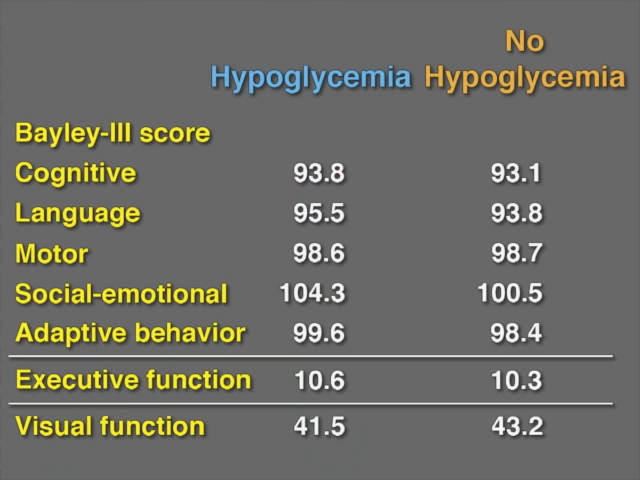 No
Hypoglycemia Hypoglycemia
Bayley-III score
Cognitive 93.8 93.1
Language 95.5 93.8
Motor 98.6 98.7
Social-emotional 104.3 100.5
Adaptive behavior 99.6 98.4
Executive function 10.6 10.3
Visual function 41.5 43.2